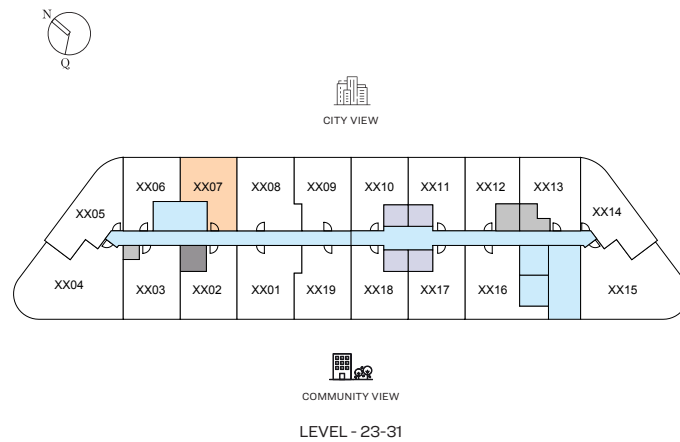 N
Q
CITY VIEW
XX06 XX07 XX08 XX09 XX10 XX11 XX12 XX13
XX05 XX14
XX04 XX03 XX02 XX01 XX19 XX18 XX17 XX16 XX15
COMMUNITY VIEW
LEVEL - 23-31